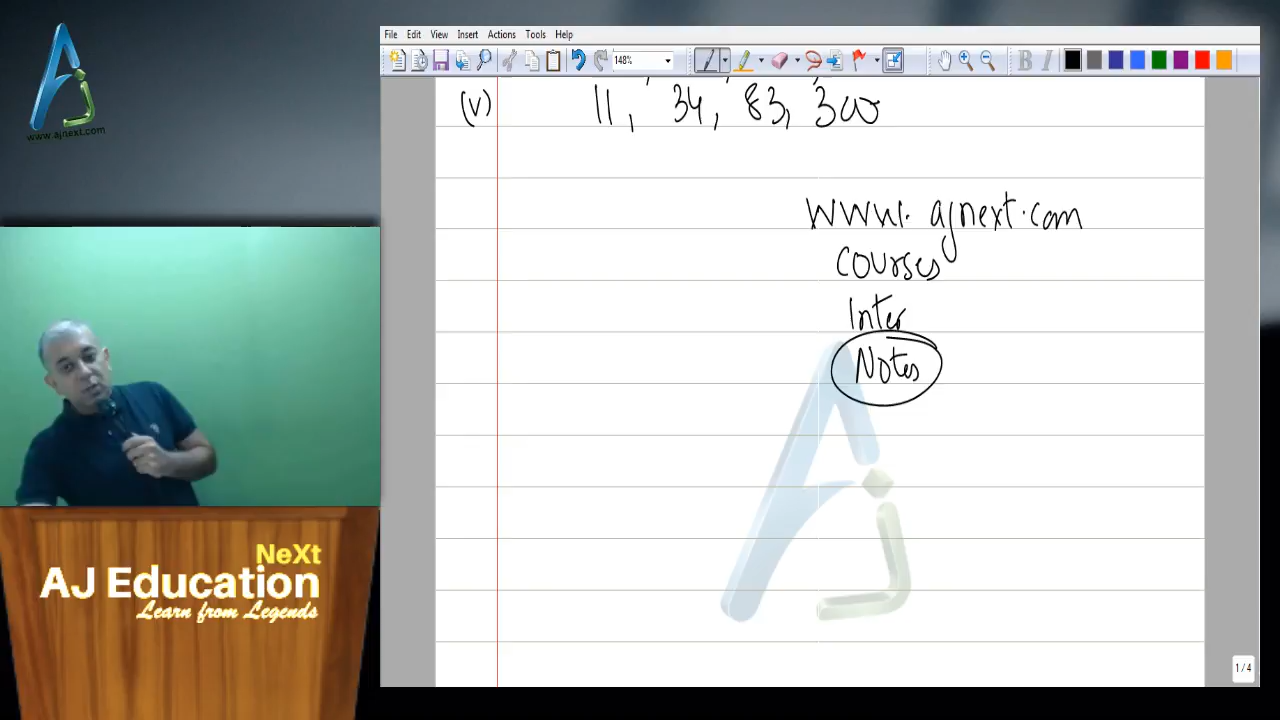 www.ajnext.com
File Edit View Insert Actions Tools Help
148%
B I
(v) 11, 34, 83, 300
www. ajnext.com
courses
Inter
Notes
1 / 4
NeXt
AJ Education
Learn from Legends